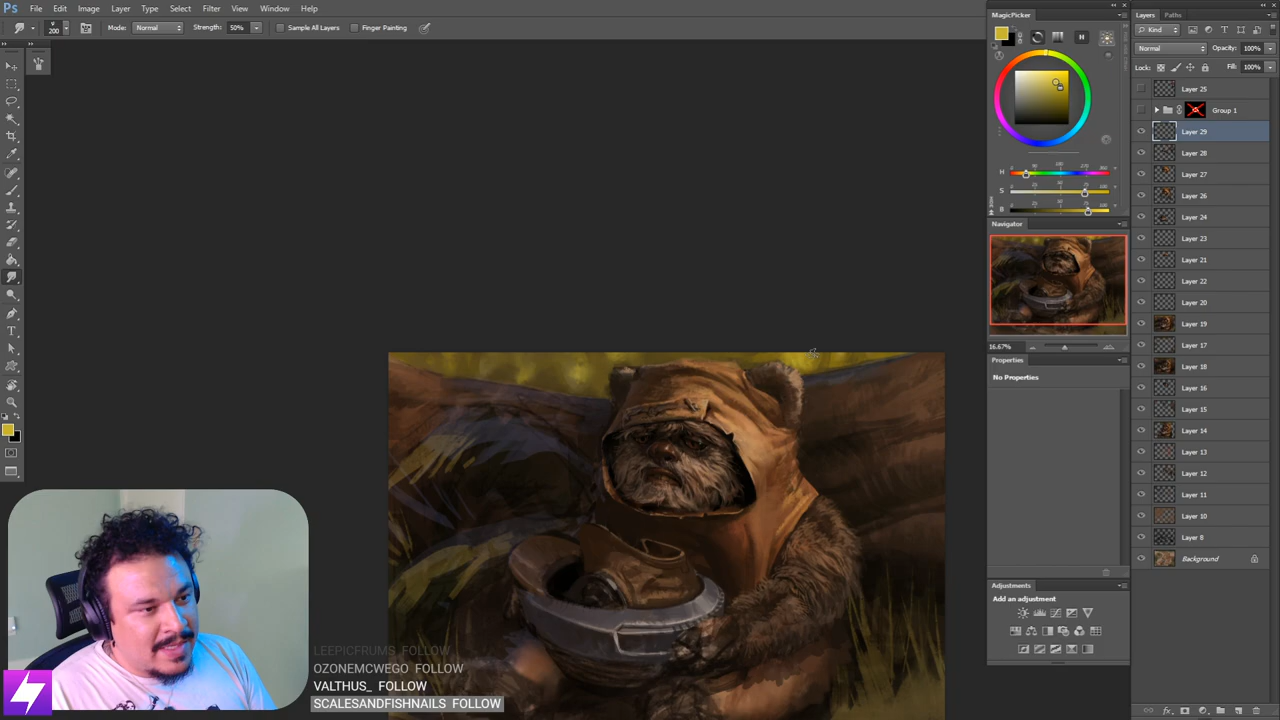 Ps File Edit Image Layer Type Select Filter View Window Help
200 Mode: Normal Strength: 50% Sample All Layers Finger Painting
MagicPicker
H
H
S
B
Navigator
16.67%
Properties
No Properties
Adjustments
Add an adjustment
Layers Paths
Kind
Normal Opacity: 100%
Lock: Fill: 100%
Layer 25
Group 1
Layer 29
Layer 28
Layer 27
Layer 26
Layer 24
Layer 23
Layer 21
Layer 22
Layer 20
Layer 19
Layer 17
Layer 18
Layer 16
Layer 15
Layer 14
Layer 13
Layer 12
Layer 11
Layer 10
Layer 8
Background
LEEPICFRUMS FOLLOW
OZONEMCWEGO FOLLOW
VALTHUS_ FOLLOW
SCALESANDFISHNAILS FOLLOW